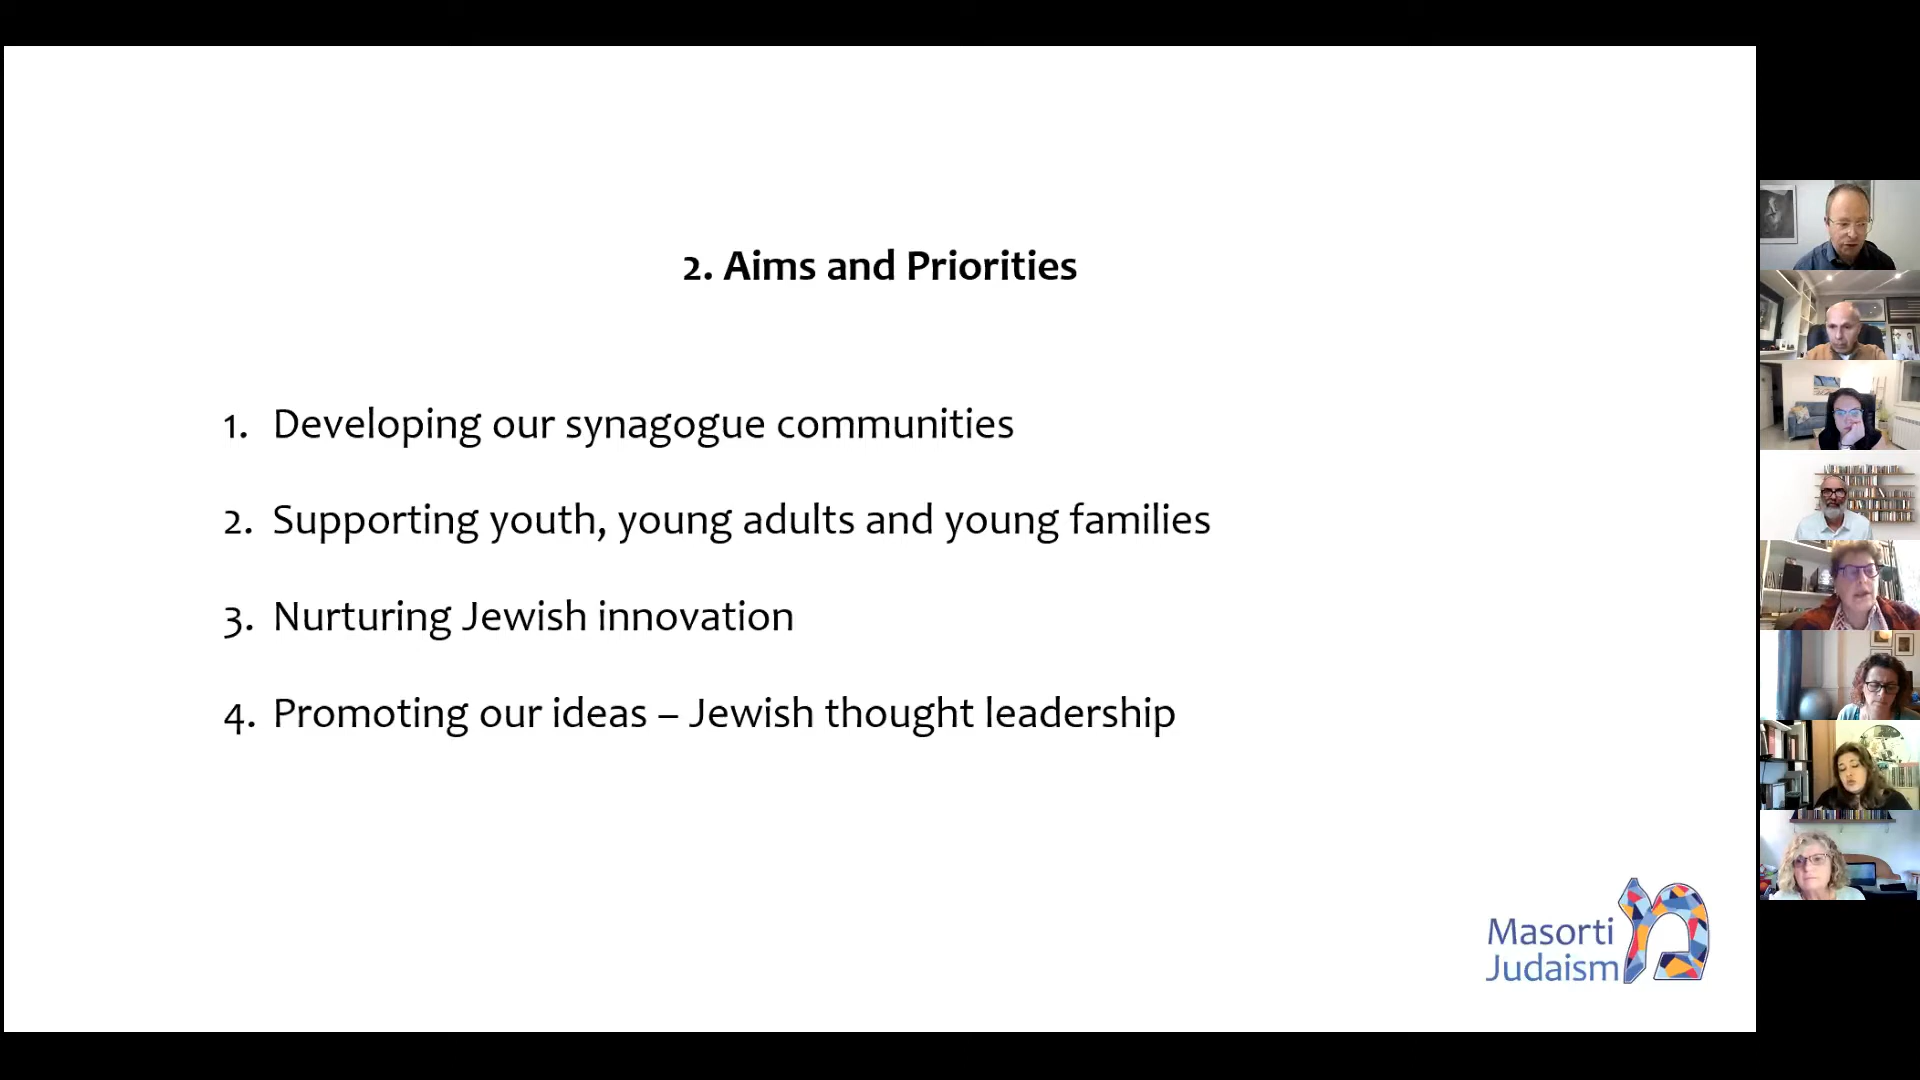 2. Aims and Priorities
1. Developing our synagogue communities
2. Supporting youth, young adults and young families
3. Nurturing Jewish innovation
4. Promoting our ideas – Jewish thought leadership
Masorti
Judaism
מ